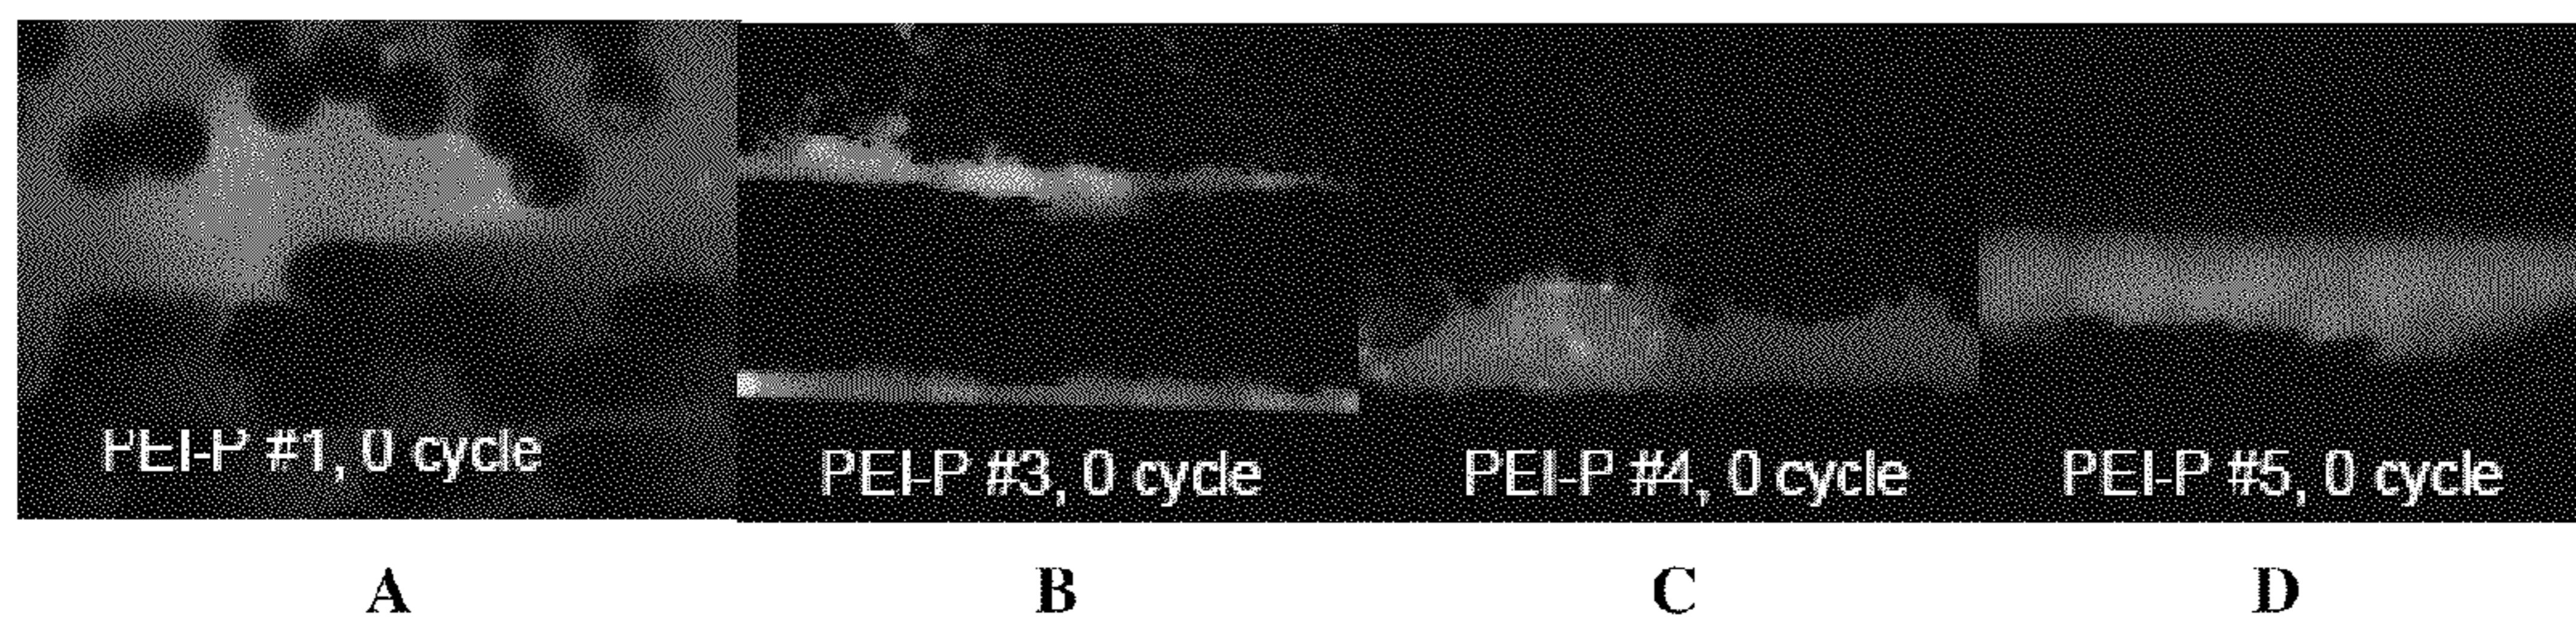 PEI-P #1, 0 cycle
PEI-P #3, 0 cycle
PEI-P #4, 0 cycle
PEI-P #5, 0 cycle
A
B
C
D